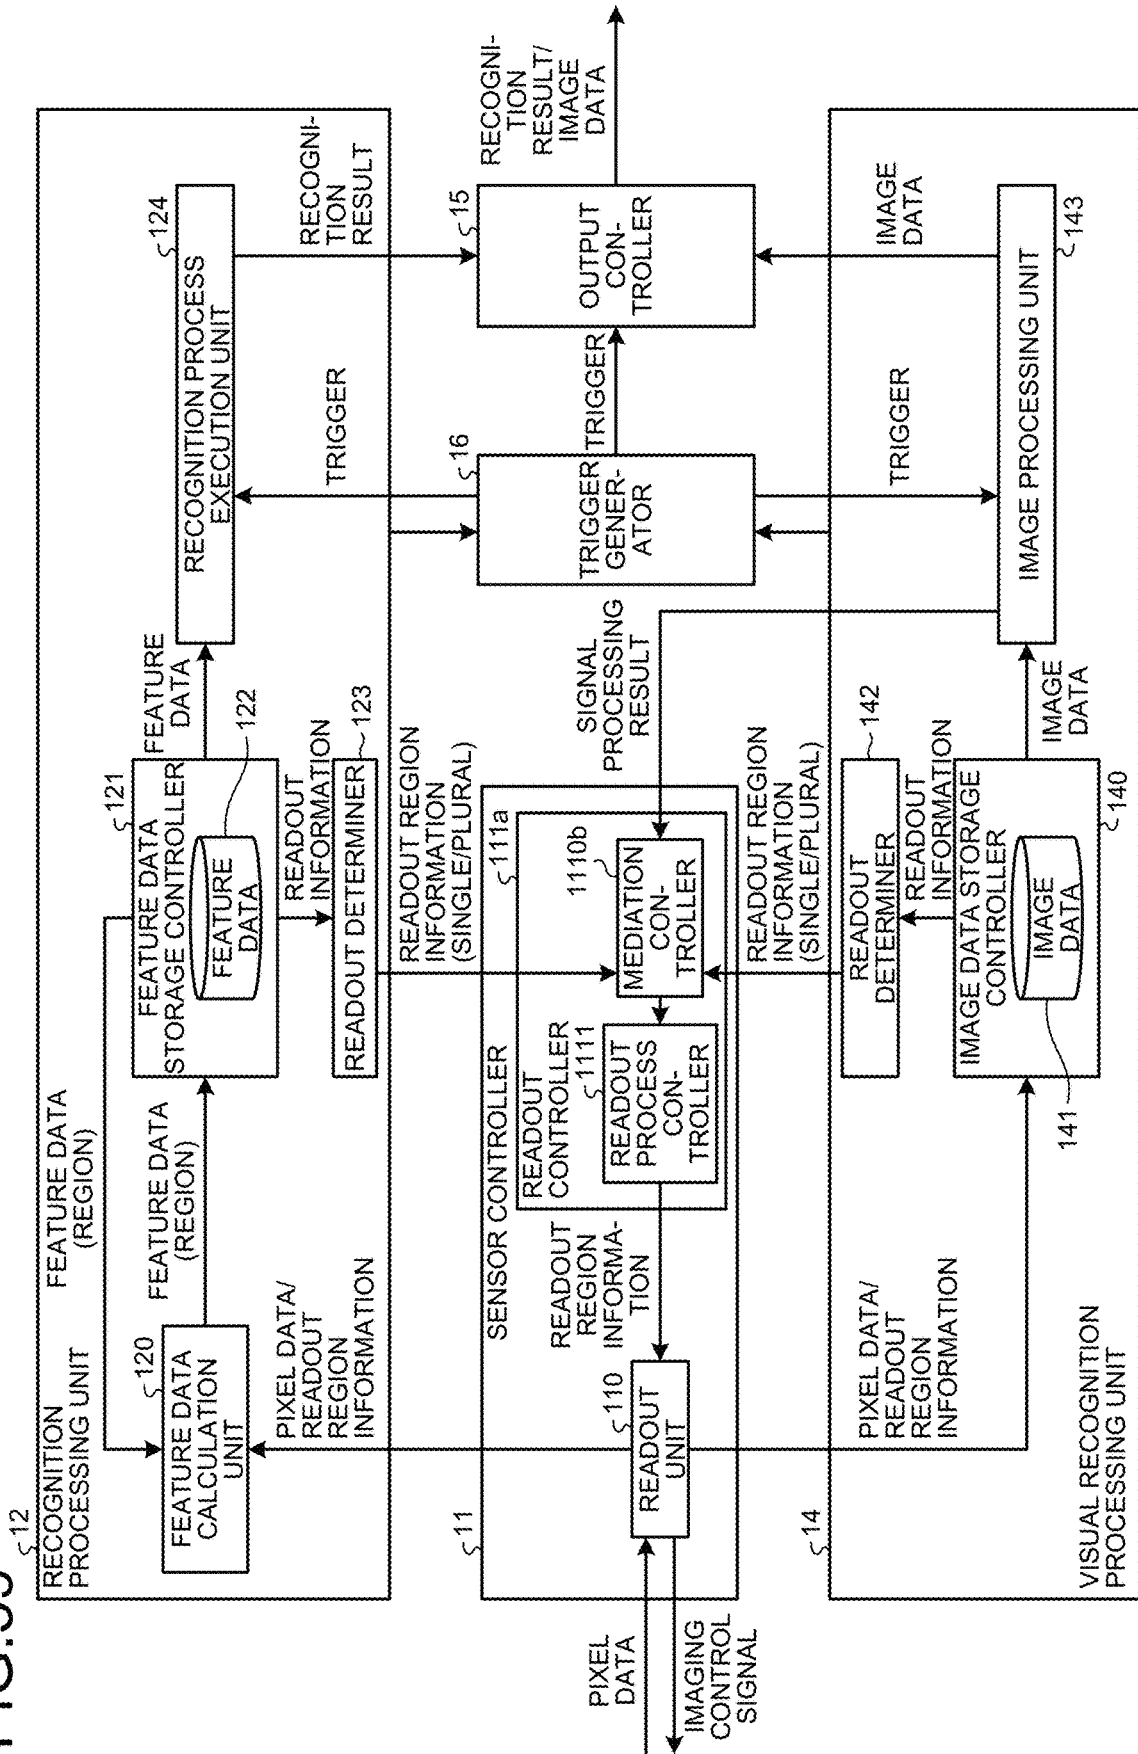 12
RECOGNITION
PROCESSING UNIT
FEATURE DATA
(REGION)
120
FEATURE DATA
CALCULATION
UNIT
FEATURE DATA
(REGION)
121
FEATURE DATA
STORAGE CONTROLLER
FEATURE
DATA
122
FEATURE
DATA
124
RECOGNITION PROCESS
EXECUTION UNIT
PIXEL DATA/
READOUT
REGION
INFORMATION
READOUT
INFORMATION
READOUT DETERMINER
123
TRIGGER
RECOGNI-
TION
RESULT
READOUT REGION
INFORMATION
(SINGLE/PLURAL)
11
SENSOR CONTROLLER
111a
READOUT
CONTROLLER
1110b
MEDIATION
CON-
TROLLER
1111
READOUT
PROCESS
CON-
TROLLER
READOUT
REGION
INFORMA-
TION
110
READOUT
UNIT
PIXEL
DATA
IMAGING
CONTROL
SIGNAL
SIGNAL
PROCESSING
RESULT
16
TRIGGER
GENER-
ATOR
TRIGGER
15
OUTPUT
CON-
TROLLER
RECOGNI-
TION
RESULT/
IMAGE
DATA
READOUT REGION
INFORMATION
(SINGLE/PLURAL)
14
PIXEL DATA/
READOUT
REGION
INFORMATION
READOUT
DETERMINER
142
READOUT
INFORMATION
IMAGE DATA STORAGE
CONTROLLER
IMAGE
DATA
141
140
IMAGE
DATA
TRIGGER
IMAGE
DATA
IMAGE PROCESSING UNIT
143
VISUAL RECOGNITION
PROCESSING UNIT